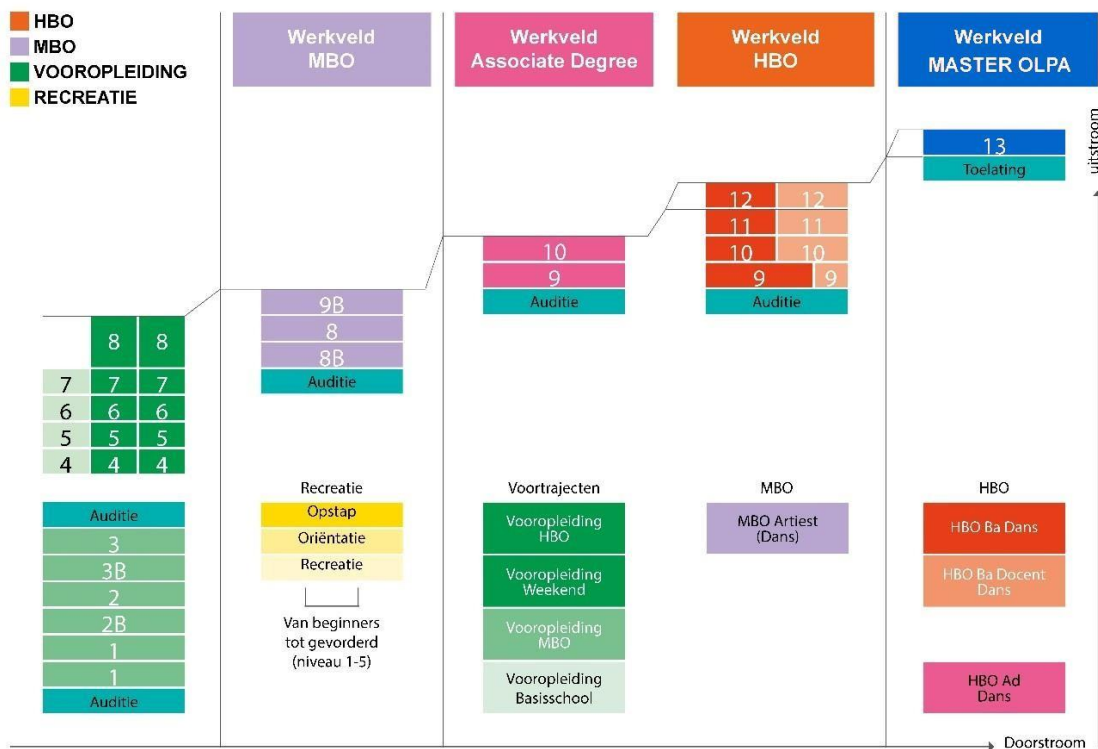 HBO
MBO
VOOROPLEIDING
RECREATIE
Werkveld
MBO
Werkveld
Associate Degree
Werkveld
HBO
Werkveld
MASTER OLPA
uitstroom
13
Toelating
12 12
11 11
10 10
9 9
Auditie
10
9
Auditie
9B
8
8B
Auditie
8 8
7 7 7
6 6 6
5 5 5
4 4 4
Auditie
3
3B
2
2B
1
1
Auditie
Recreatie
Opstap
Oriëntatie
Recreatie
Van beginners
tot gevorderd
(niveau 1-5)
Voortrajecten
Vooropleiding
HBO
Vooropleiding
Weekend
Vooropleiding
MBO
Vooropleiding
Basisschool
MBO
MBO Artiest
(Dans)
HBO
HBO Ba Dans
HBO Ba Docent
Dans
HBO Ad
Dans
Doorstroom